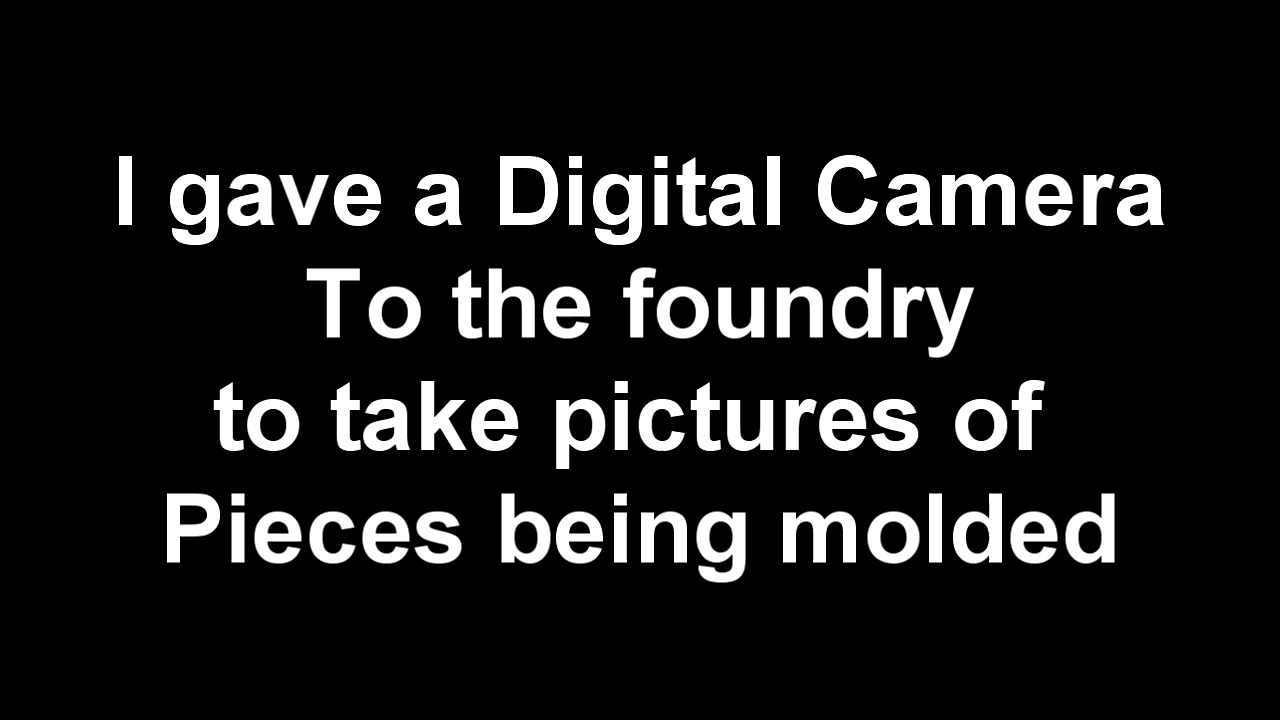 I gave a Digital Camera
To the foundry
to take pictures of
Pieces being molded